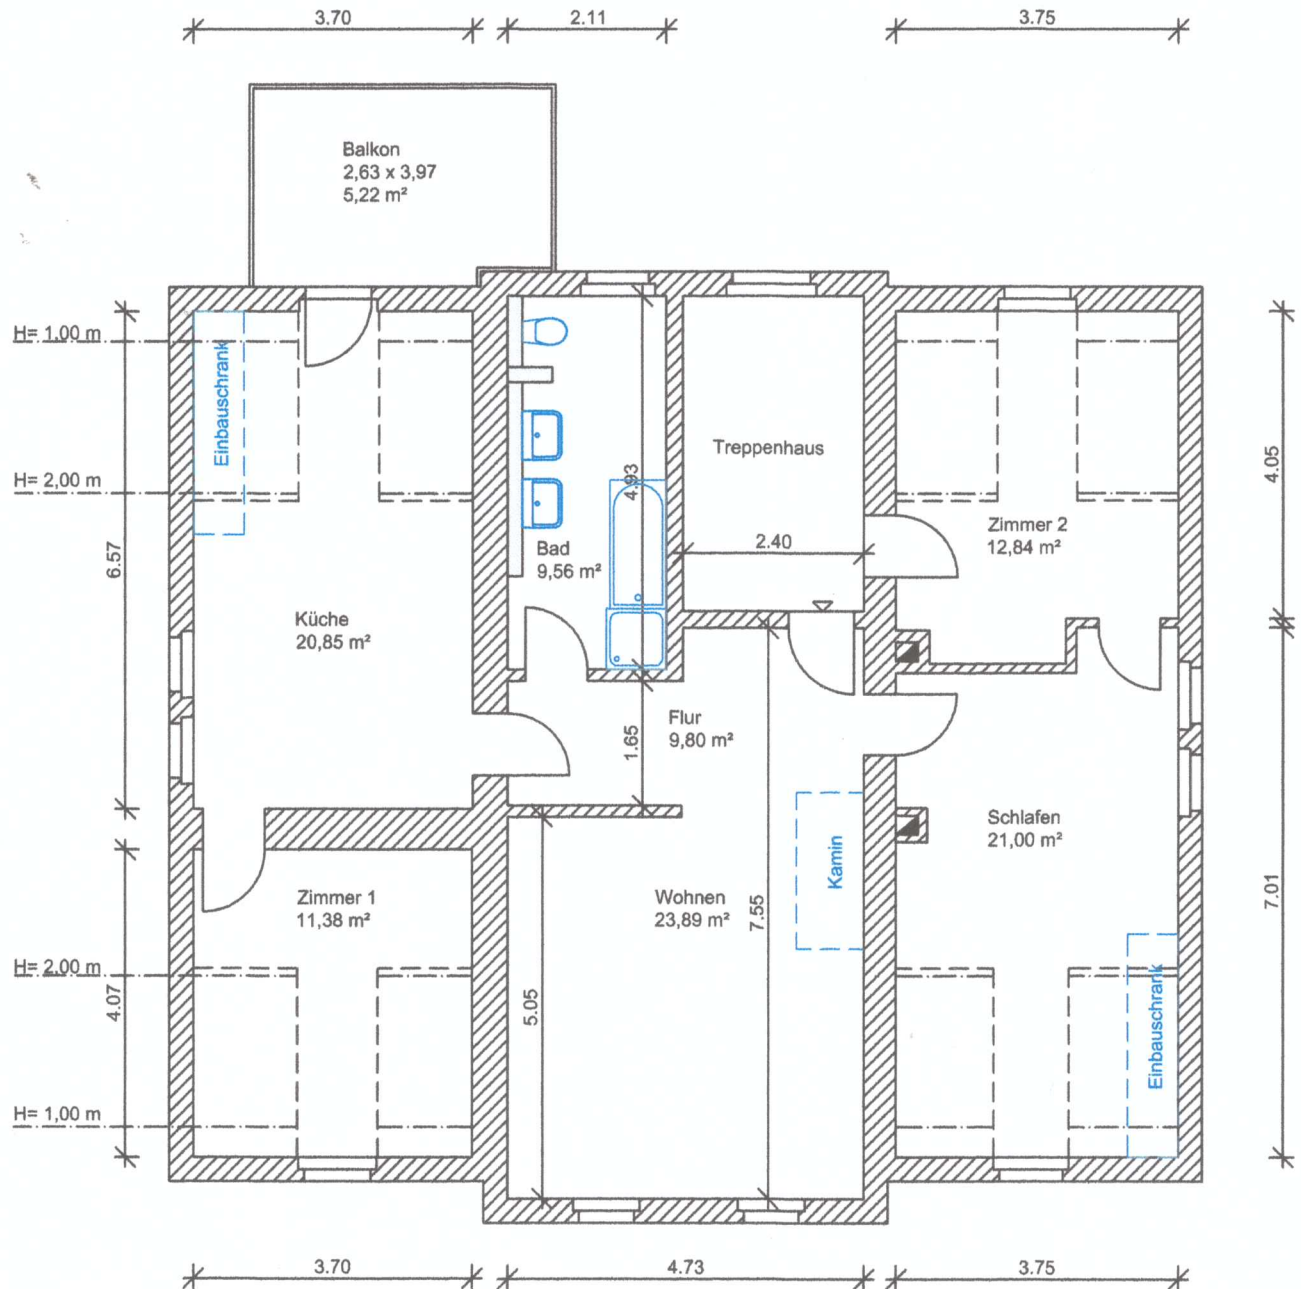 3.70
2.11
3.75
Balkon
2,63 x 3,97
5,22 m²
H= 1,00 m
Einbauschrank
H= 2,00 m
4.93
Treppenhaus
4.05
Zimmer 2
12,84 m²
2.40
Bad
9,56 m²
6.57
Küche
20,85 m²
Flur
9,80 m²
1.65
Schlafen
21,00 m²
Kamin
Zimmer 1
11,38 m²
Wohnen
23,89 m²
7.55
7.01
H= 2,00 m
4.07
5.05
Einbauschrank
H= 1,00 m
3.70
4.73
3.75